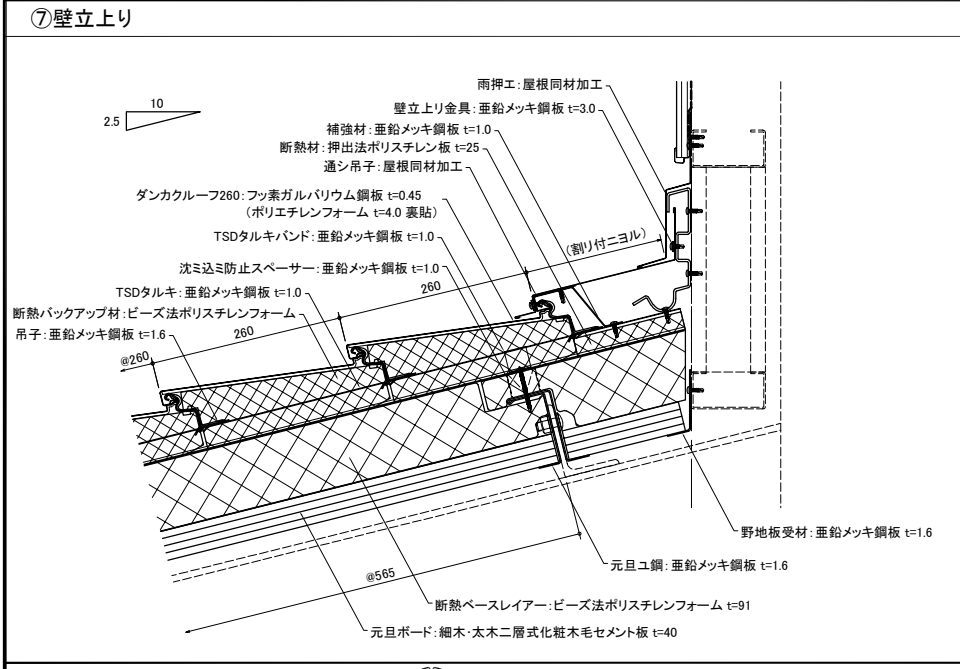 ⑦壁立上り
10
2.5
雨押エ：屋根同材加工
壁立上リ金具：亜鉛メッキ鋼板 t=3.0
補強材：亜鉛メッキ鋼板 t=1.0
断熱材：押出法ポリスチレン板 t=25
通シ吊子：屋根同材加工
ダンカクルーフ260：フッ素ガルバリウム鋼板 t=0.45
（ポリエチレンフォーム t=4.0 裏貼）
TSDタルキバンド：亜鉛メッキ鋼板 t=1.0
沈ミ込ミ防止スペーサー：亜鉛メッキ鋼板 t=1.0
TSDタルキ：亜鉛メッキ鋼板 t=1.0
断熱バックアップ材：ビーズ法ポリスチレンフォーム
吊子：亜鉛メッキ鋼板 t=1.6
（割り付ニヨル）
260
260
@260
野地板受材：亜鉛メッキ鋼板 t=1.6
元旦ユ鋼：亜鉛メッキ鋼板 t=1.6
@565
断熱ベースレイアー：ビーズ法ポリスチレンフォーム t=91
元旦ボード：細木・太木二層式化粧木毛セメント板 t=40